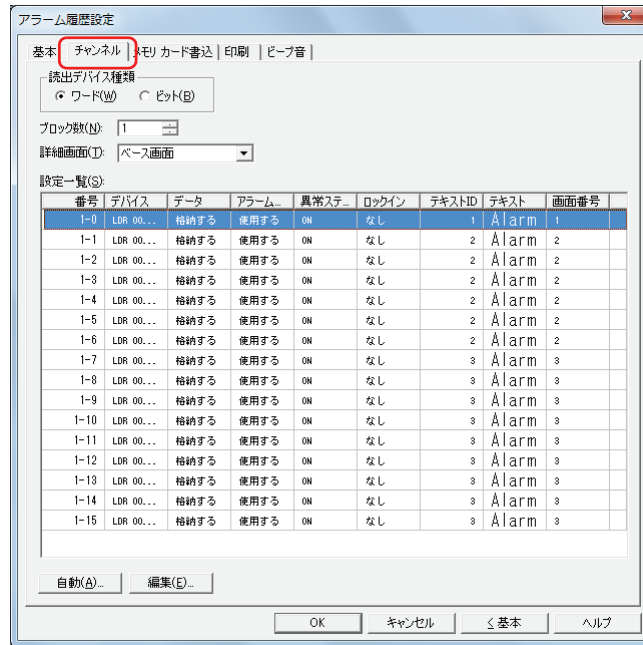 アラーム履歴設定
基本 チャンネル メモリ カード書込 印刷 ビープ音
読出デバイス種類
ワード(W) ビット(B)
ブロック数(N): 1
詳細画面(T): ベース画面
設定一覧(S):
番号 デバイス データ アラーム... 異常ステ... ロックイン テキストID テキスト 画面番号
1-0 LDR 00... 格納する 使用する ON なし 1 Alarm 1
1-1 LDR 00... 格納する 使用する ON なし 2 Alarm 2
1-2 LDR 00... 格納する 使用する ON なし 2 Alarm 2
1-3 LDR 00... 格納する 使用する ON なし 2 Alarm 2
1-4 LDR 00... 格納する 使用する ON なし 2 Alarm 2
1-5 LDR 00... 格納する 使用する ON なし 2 Alarm 2
1-6 LDR 00... 格納する 使用する ON なし 2 Alarm 2
1-7 LDR 00... 格納する 使用する ON なし 3 Alarm 3
1-8 LDR 00... 格納する 使用する ON なし 3 Alarm 3
1-9 LDR 00... 格納する 使用する ON なし 3 Alarm 3
1-10 LDR 00... 格納する 使用する ON なし 3 Alarm 3
1-11 LDR 00... 格納する 使用する ON なし 3 Alarm 3
1-12 LDR 00... 格納する 使用する ON なし 3 Alarm 3
1-13 LDR 00... 格納する 使用する ON なし 3 Alarm 3
1-14 LDR 00... 格納する 使用する ON なし 3 Alarm 3
1-15 LDR 00... 格納する 使用する ON なし 3 Alarm 3
自動(A)... 編集(E)...
OK キャンセル < 基本 ヘルプ